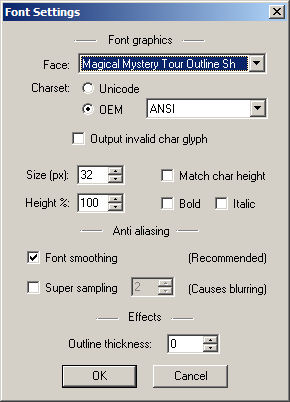 Font Settings
Font graphics
Face: Magical Mystery Tour Outline Sh
Charset: Unicode
OEM ANSI
Output invalid char glyph
Size (px): 32 Match char height
Height %: 100 Bold Italic
Anti aliasing
Font smoothing (Recommended)
Super sampling 2 (Causes blurring)
Effects
Outline thickness: 0
OK Cancel